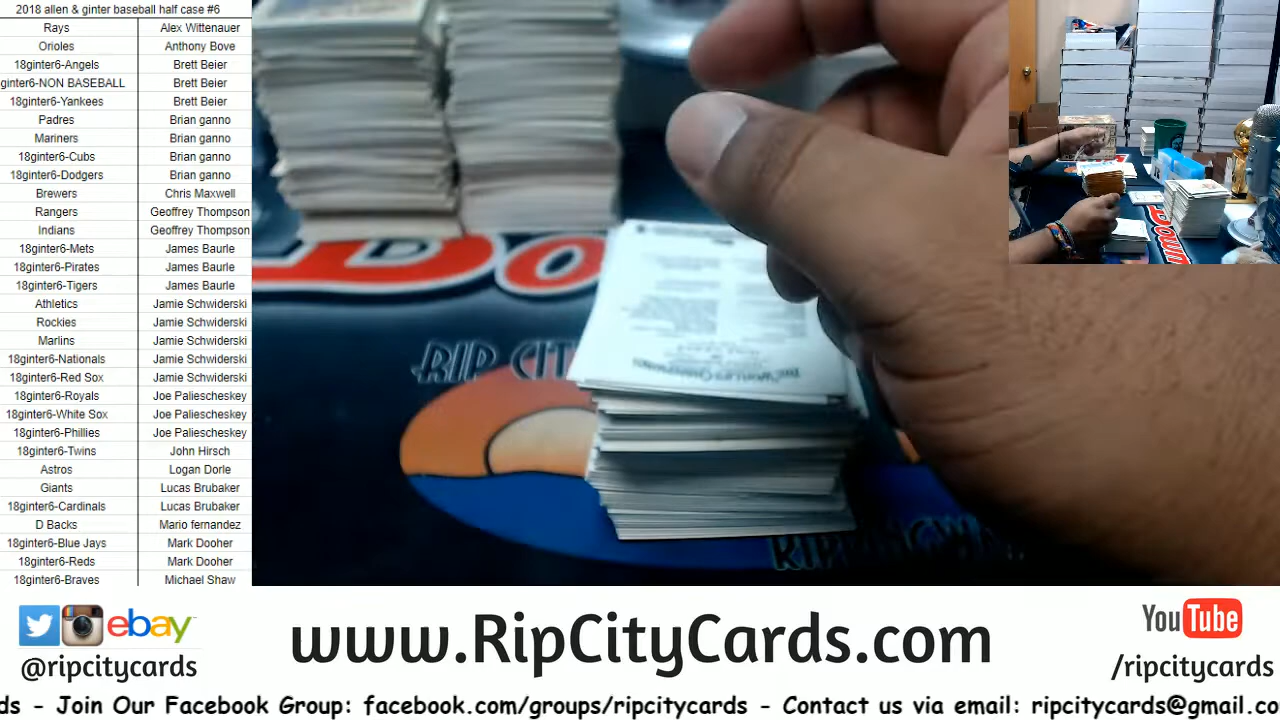 2018 allen & ginter baseball half case #6
Rays Alex Wittenauer
Orioles Anthony Bove
18ginter6-Angels Brett Beier
ginter6-NON BASEBALL Brett Beier
18ginter6-Yankees Brett Beier
Padres Brian ganno
Mariners Brian ganno
18ginter6-Cubs Brian ganno
18ginter6-Dodgers Brian ganno
Brewers Chris Maxwell
Rangers Geoffrey Thompson
Indians Geoffrey Thompson
18ginter6-Mets James Baurle
18ginter6-Pirates James Baurle
18ginter6-Tigers James Baurle
Athletics Jamie Schwiderski
Rockies Jamie Schwiderski
Marlins Jamie Schwiderski
18ginter6-Nationals Jamie Schwiderski
18ginter6-Red Sox Jamie Schwiderski
18ginter6-Royals Joe Paliescheskey
18ginter6-White Sox Joe Paliescheskey
18ginter6-Phillies Joe Paliescheskey
18ginter6-Twins John Hirsch
Astros Logan Dorle
Giants Lucas Brubaker
18ginter6-Cardinals Lucas Brubaker
D Backs Mario fernandez
18ginter6-Blue Jays Mark Dooher
18ginter6-Reds Mark Dooher
18ginter6-Braves Michael Shaw
RIP CITY
ebay
@ripcitycards
www.RipCityCards.com
YouTube
/ripcitycards
ds - Join Our Facebook Group: facebook.com/groups/ripcitycards - Contact us via email: ripcitycards@gmail.co